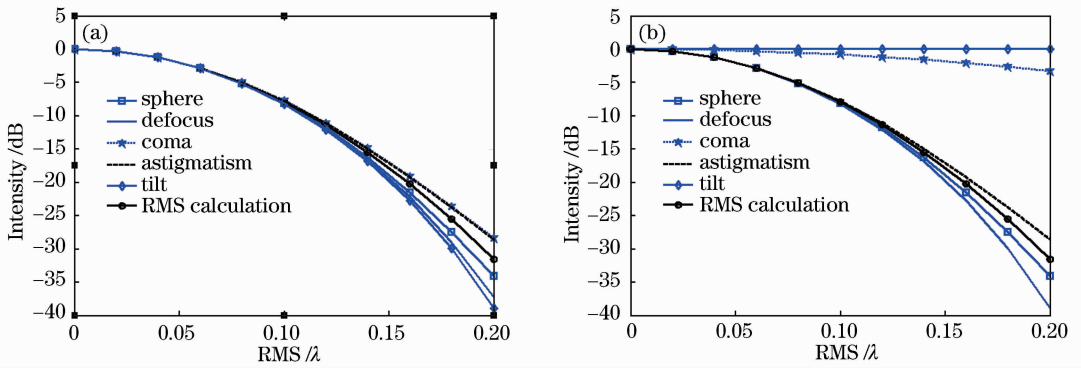 (a)
5
0
−5
−10
−15
−20
−25
−30
−35
−40
Intensity /dB
sphere
defocus
coma
astigmatism
tilt
RMS calculation
0 0.05 0.10 0.15 0.20
RMS /λ
(b)
5
0
−5
−10
−15
−20
−25
−30
−35
−40
Intensity /dB
sphere
defocus
coma
astigmatism
tilt
RMS calculation
0 0.05 0.10 0.15 0.20
RMS /λ